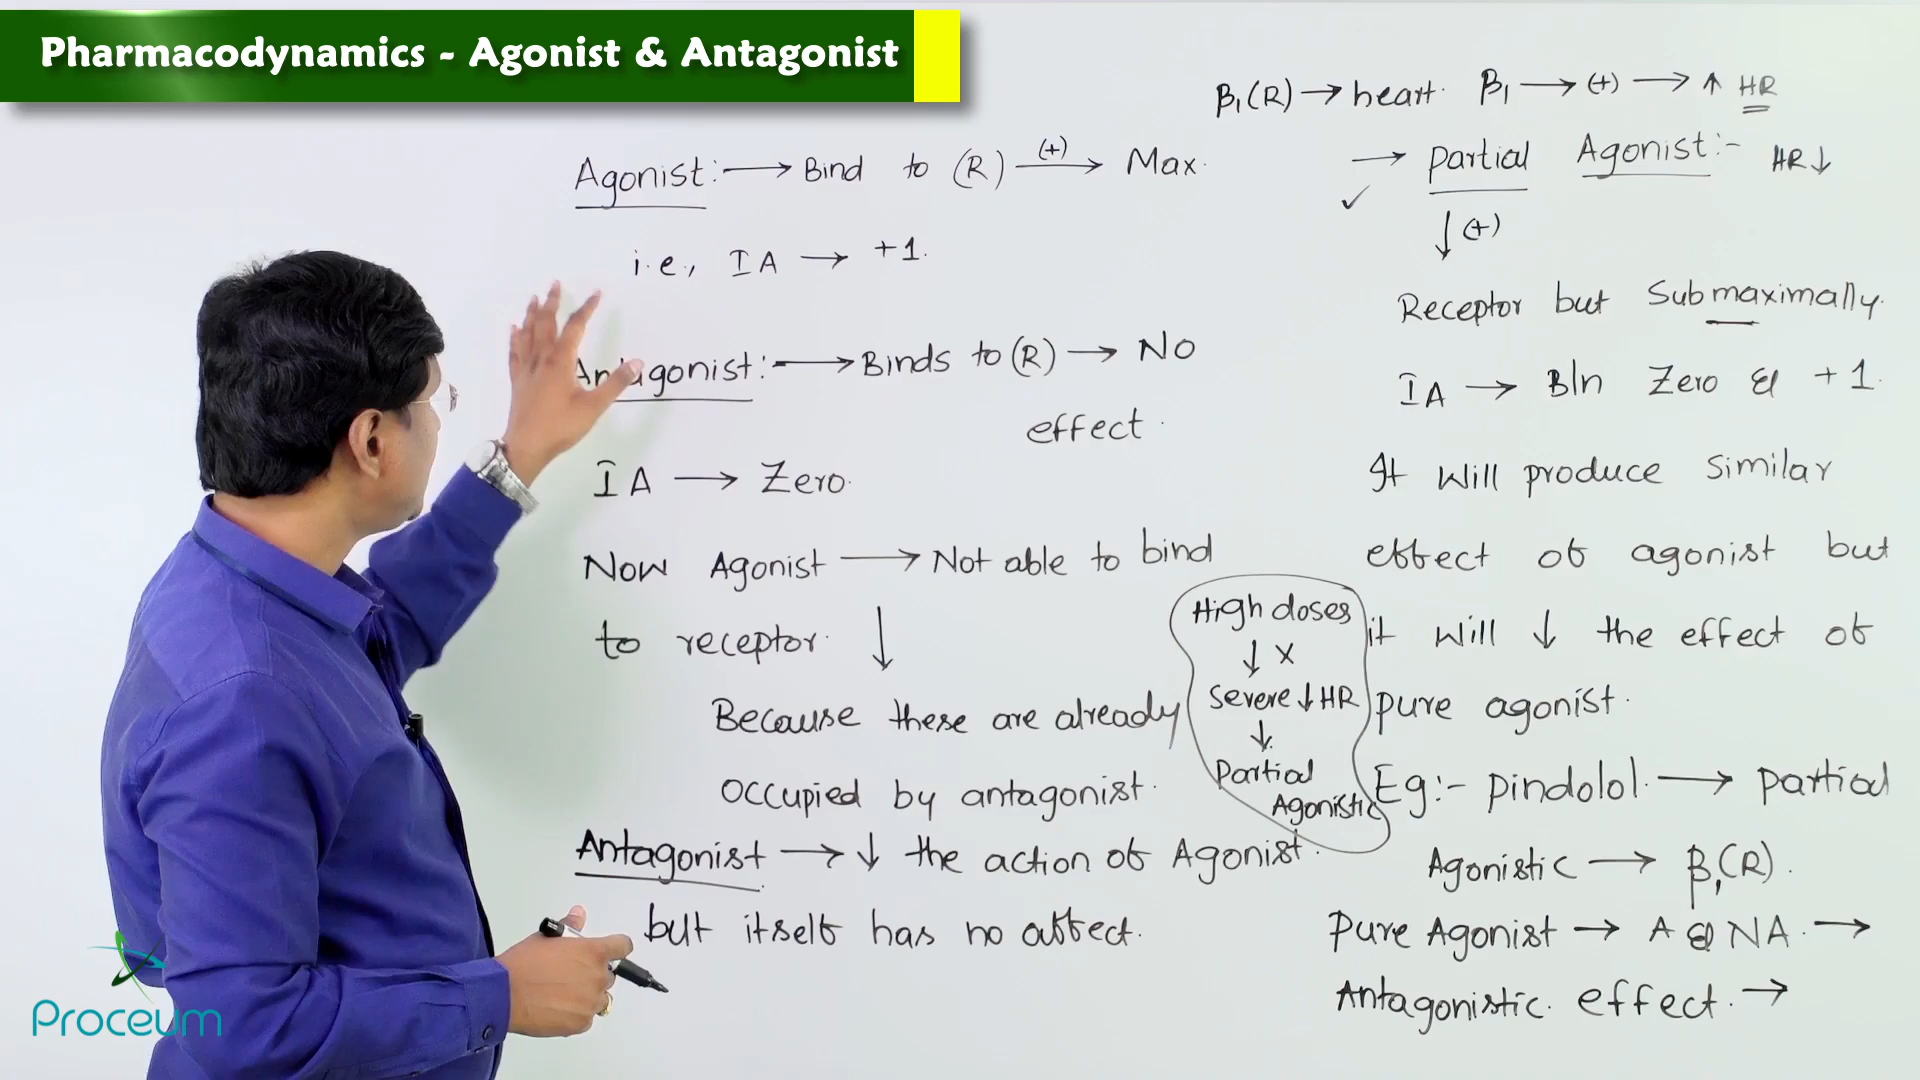 Pharmacodynamics - Agonist & Antagonist
Agonist:- → Bind to (R) (+) → Max.
i.e., IA → +1.
Antagonist:- → Binds to (R) → No
effect.
IA → Zero.
Now Agonist → Not able to bind
to receptor. ↓
Because these are already
occupied by antagonist.
Antagonist → ↓ the action of Agonist.
but itself has no affect.
High doses
↓ x
Severe ↓ HR
↓
Partial
Agonistic
β1(R) → heart. β1 → (+) → ↑ HR
→ Partial Agonist:- HR↓
✓ ↓ (+)
Receptor but Submaximally.
IA → B/n Zero & +1.
It will produce similar
effect of agonist but
it will ↓ the effect of
pure agonist.
Eg:- Pindolol. → partial
Agonistic → β1(R).
Pure Agonist → A & NA. →
Antagonistic. effect. →
Proceum